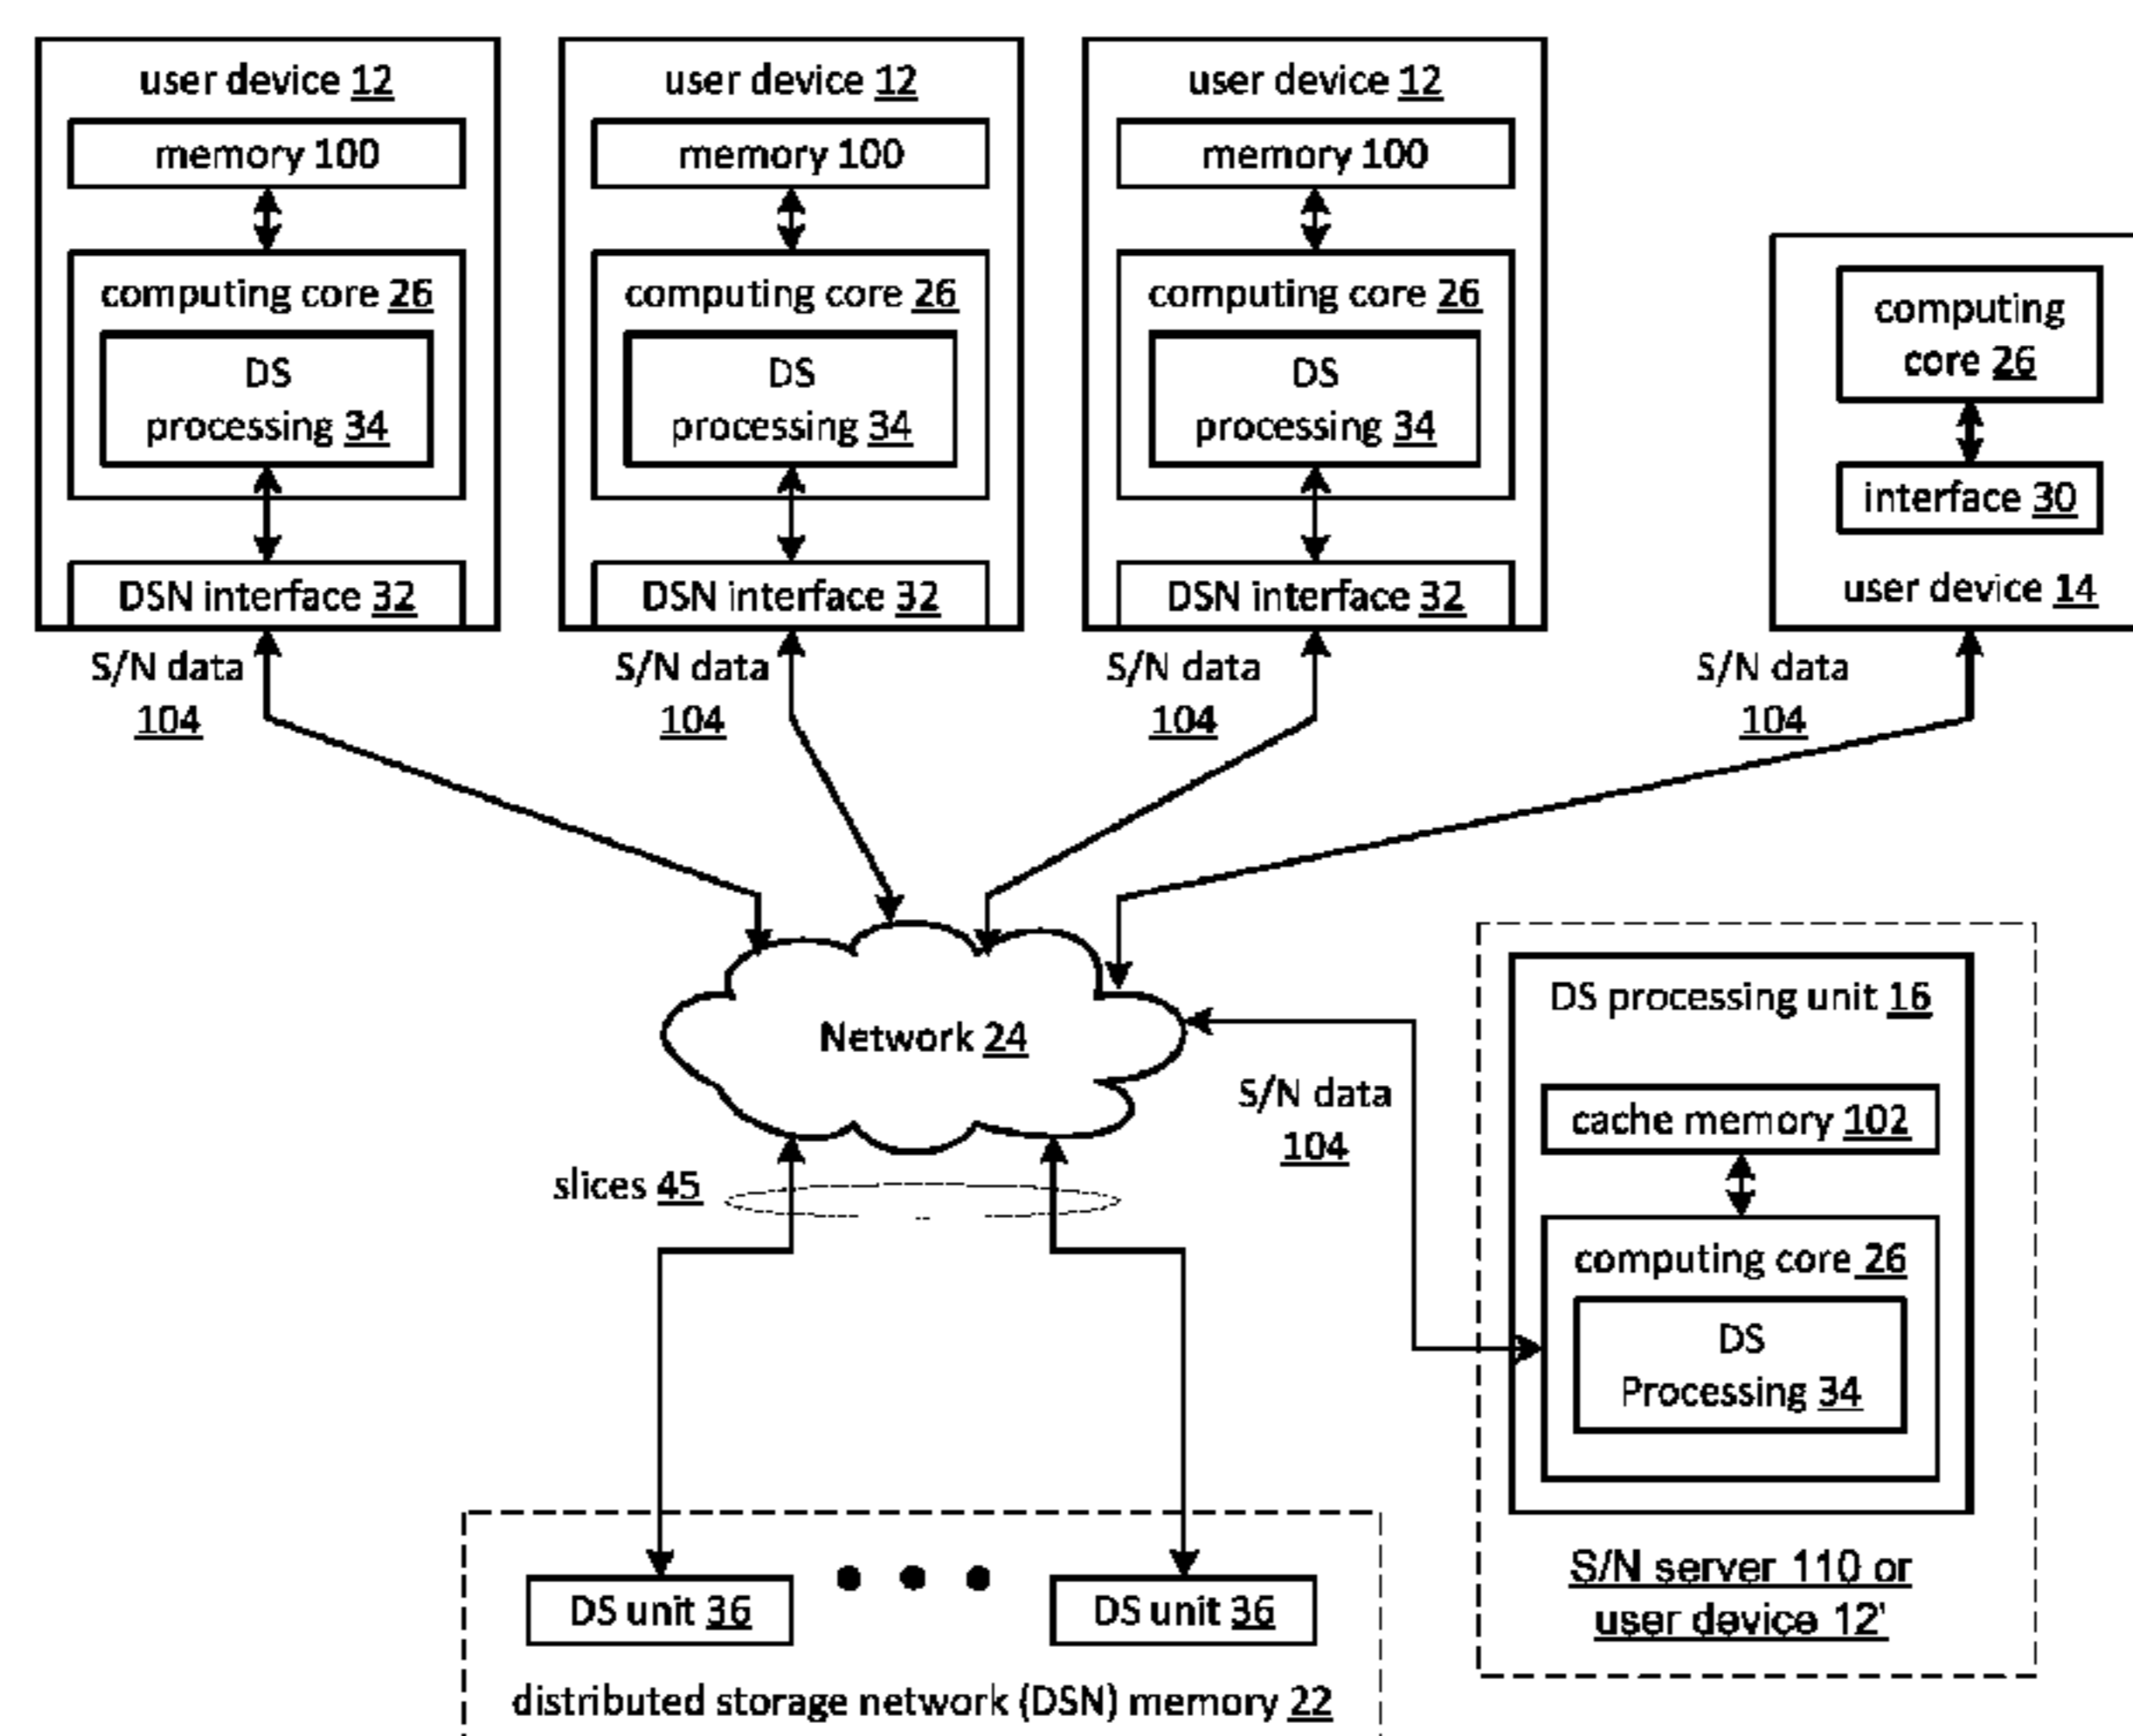 user device 12
memory 100
computing core 26
DS
processing 34
DSN interface 32
S/N data
104
user device 12
memory 100
computing core 26
DS
processing 34
DSN interface 32
S/N data
104
user device 12
memory 100
computing core 26
DS
processing 34
DSN interface 32
S/N data
104
computing
core 26
interface 30
user device 14
S/N data
104
Network 24
S/N data
104
slices 45
DS processing unit 16
cache memory 102
computing core 26
DS
Processing 34
S/N server 110 or
user device 12'
DS unit 36
DS unit 36
distributed storage network (DSN) memory 22